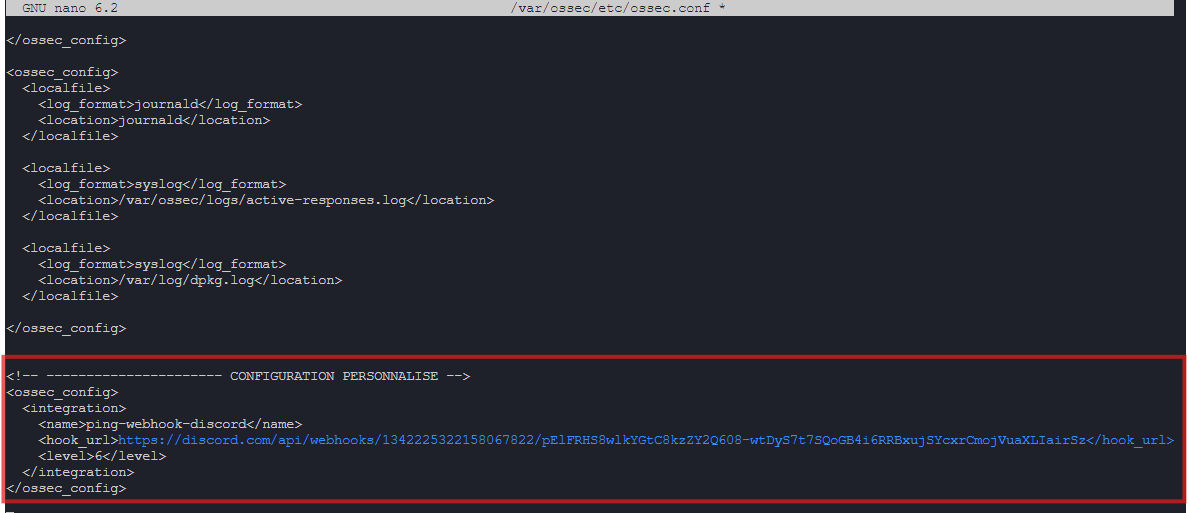 GNU nano 6.2 /var/ossec/etc/ossec.conf *
</ossec_config>
<ossec_config>
<localfile>
<log_format>journald</log_format>
<location>journald</location>
</localfile>
<localfile>
<log_format>syslog</log_format>
<location>/var/ossec/logs/active-responses.log</location>
</localfile>
<localfile>
<log_format>syslog</log_format>
<location>/var/log/dpkg.log</location>
</localfile>
</ossec_config>
<!-- ---------------------- CONFIGURATION PERSONNALISE -->
<ossec_config>
<integration>
<name>ping-webhook-discord</name>
<hook_url>https://discord.com/api/webhooks/1342225322158067822/pElFRHS8wlkYGtC8kzZY2Q608-wtDyS7t7SQoGB4i6RRBxujSYcxrCmojVuaXLIairSz</hook_url>
<level>6</level>
</integration>
</ossec_config>